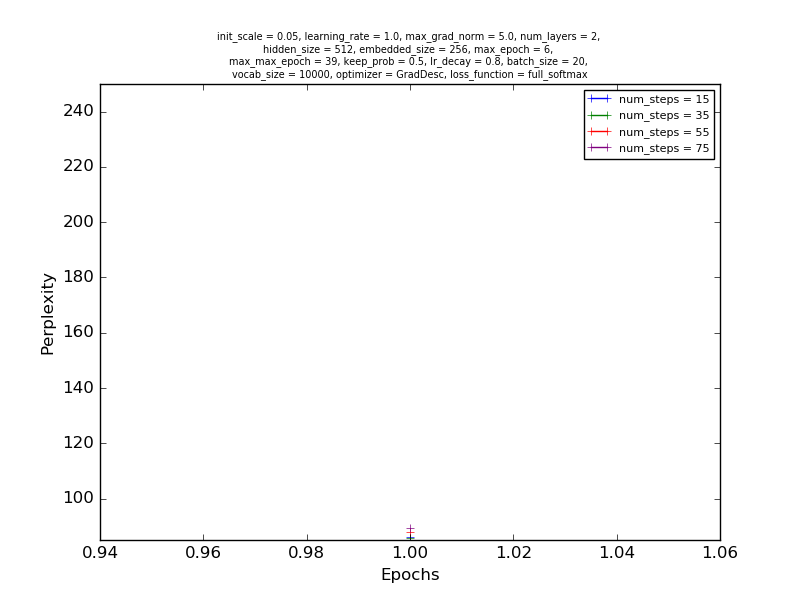 init_scale = 0.05, learning_rate = 1.0, max_grad_norm = 5.0, num_layers = 2,
hidden_size = 512, embedded_size = 256, max_epoch = 6,
max_max_epoch = 39, keep_prob = 0.5, lr_decay = 0.8, batch_size = 20,
vocab_size = 10000, optimizer = GradDesc, loss_function = full_softmax
num_steps = 15
num_steps = 35
num_steps = 55
num_steps = 75
Perplexity
240
220
200
180
160
140
120
100
0.94 0.96 0.98 1.00 1.02 1.04 1.06
Epochs